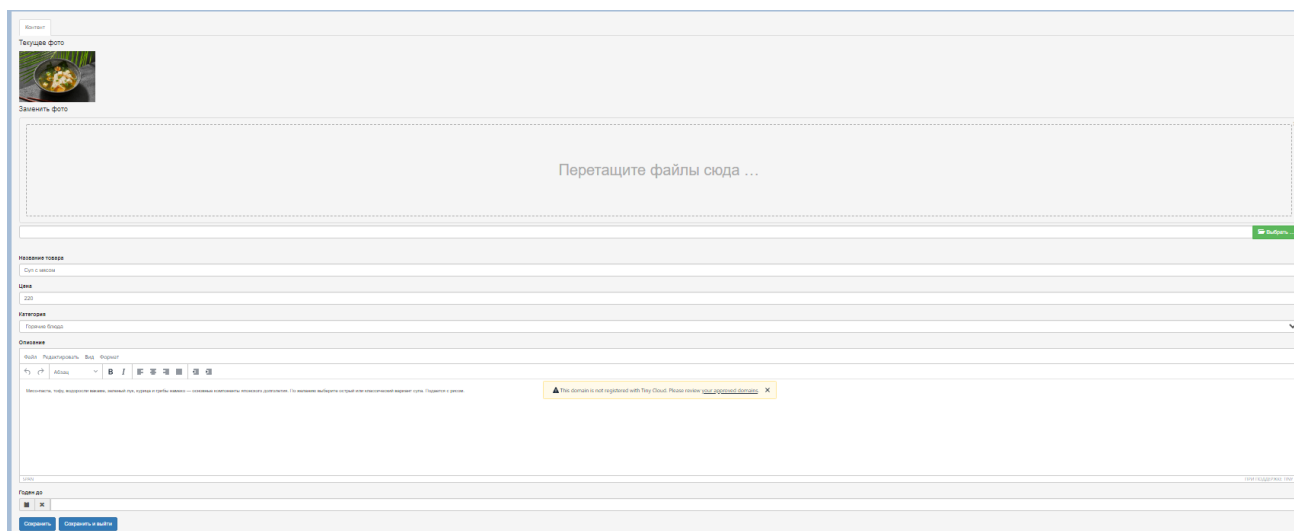 Контент
Текущее фото
Заменить фото
Перетащите файлы сюда …
Выбрать ...
Название товара
Суп с мисом
Цена
220
Категория
Горячие блюда
Описание
Файл Редактировать Вид Формат
Абзац B I
This domain is not registered with Tiny Cloud. Please review your approved domains.
Годен до
Сохранить Сохранить и выйти